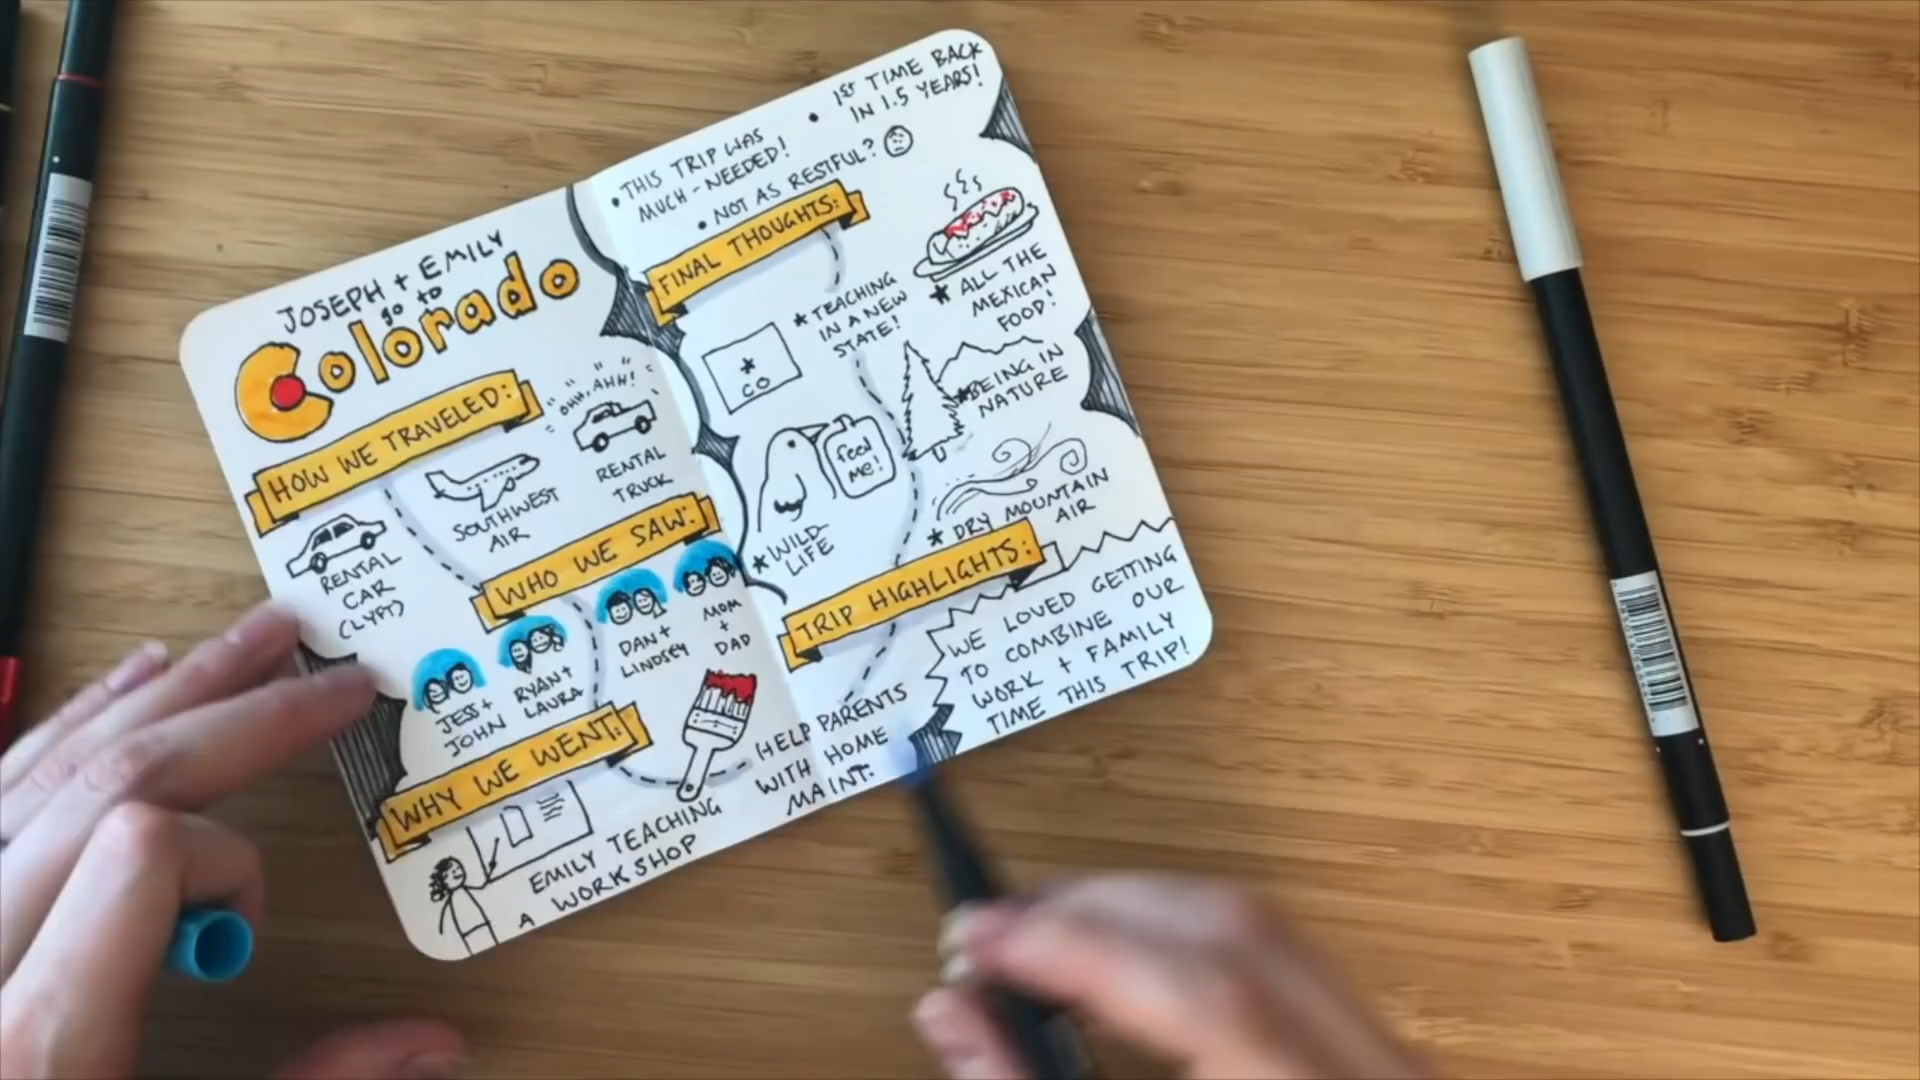 JOSEPH + EMILY
go to
Colorado
HOW WE TRAVELED:
RENTAL
CAR
(LYFT)
SOUTHWEST
AIR
"OHH, AHH!"
RENTAL
TRUCK
WHO WE SAW:
JESS +
JOHN
RYAN +
LAURA
DAN +
LINDSEY
MOM
+
DAD
WHY WE WENT:
EMILY TEACHING
A WORKSHOP
HELP PARENTS
WITH HOME
MAINT.
TRIP HIGHLIGHTS:
* WILD-
LIFE
feed
me!
* DRY MOUNTAIN
AIR
* CO
* TEACHING
IN A NEW
STATE!
* BEING IN
NATURE
* ALL THE
MEXICAN
FOOD!
FINAL THOUGHTS:
• THIS TRIP WAS
MUCH-NEEDED!
• NOT AS RESTFUL?
• 1ST TIME BACK
IN 1.5 YEARS!
WE LOVED GETTING
TO COMBINE OUR
WORK + FAMILY
TIME THIS TRIP!